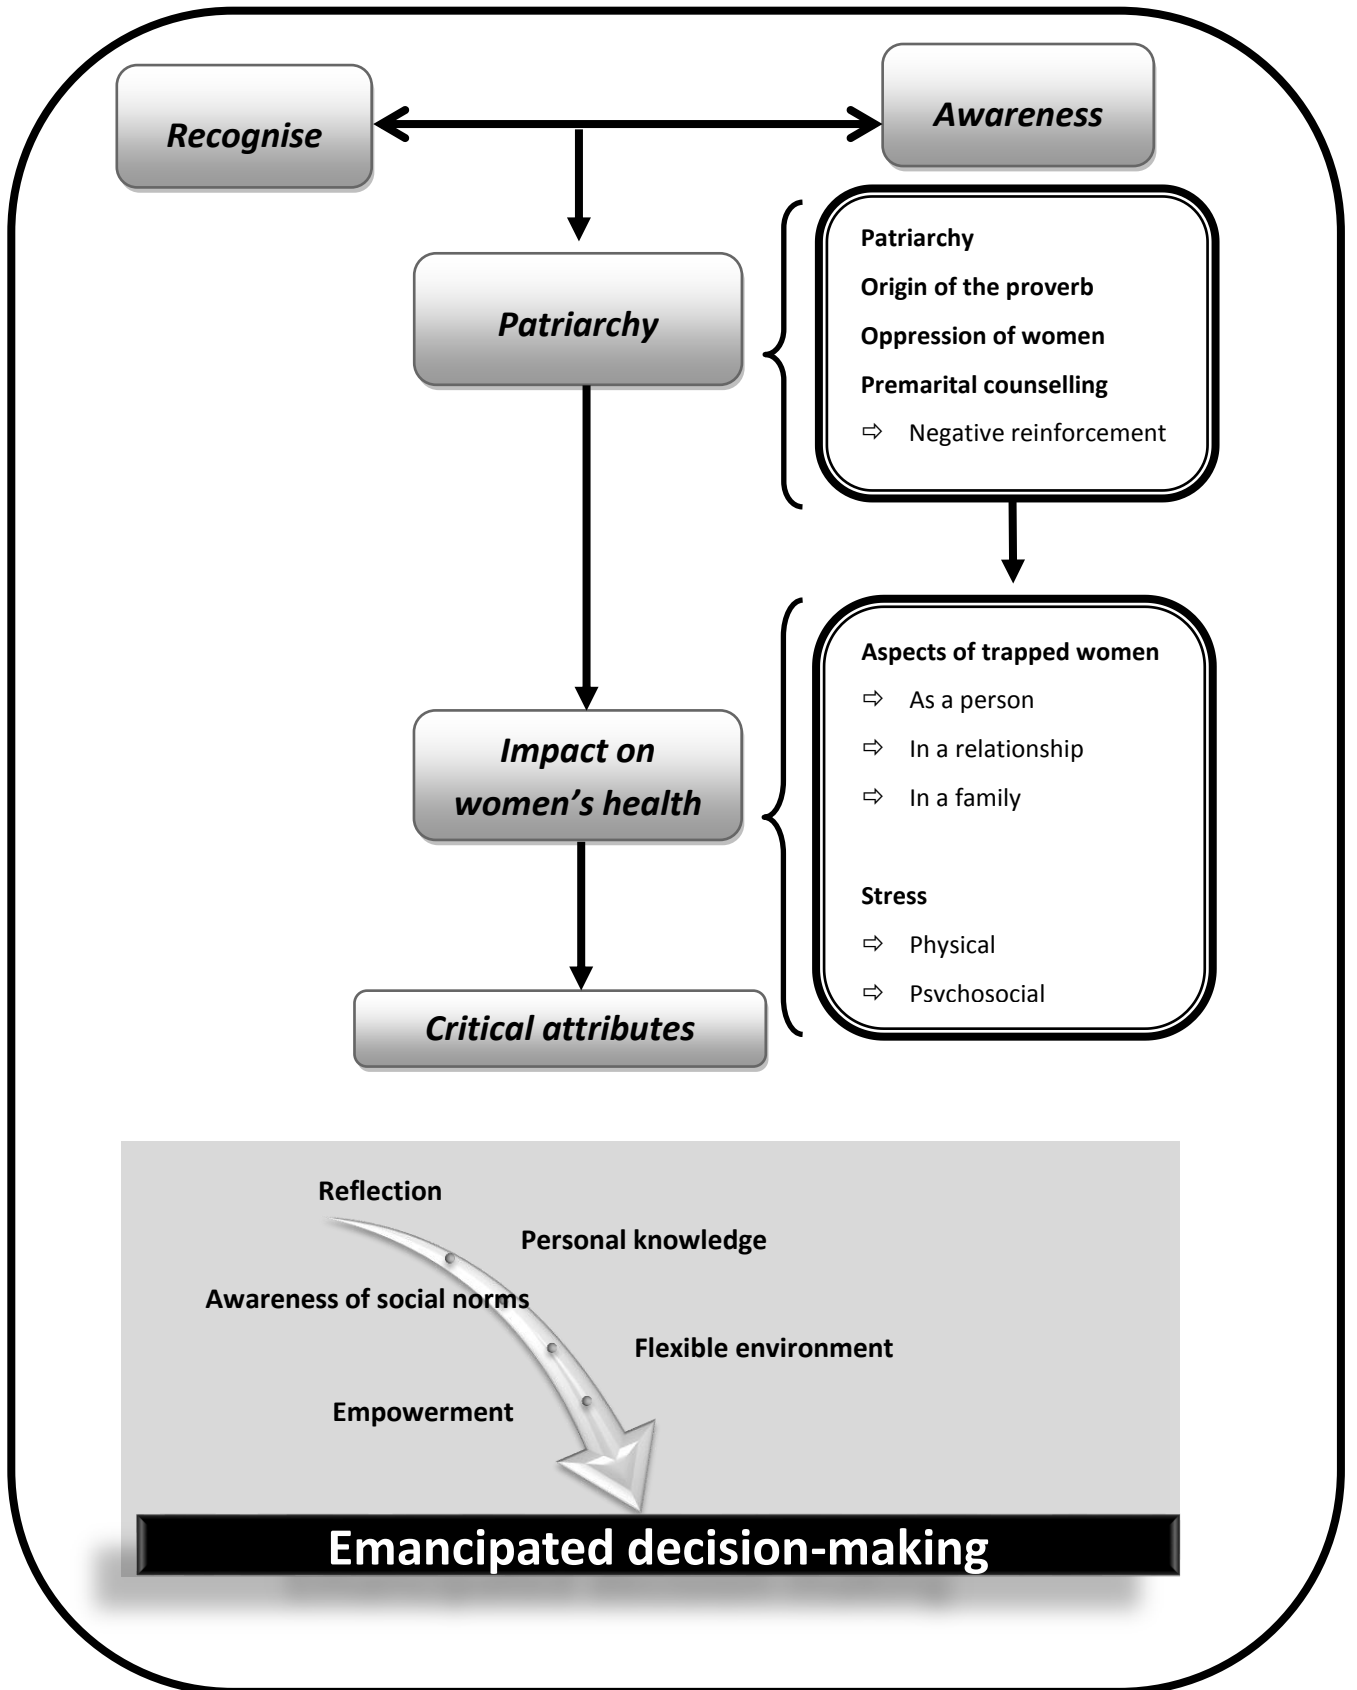 Recognise
Awareness
Patriarchy
Patriarchy
Origin of the proverb
Oppression of women
Premarital counselling
⇨ Negative reinforcement
Impact on
women’s health
Aspects of trapped women
⇨ As a person
⇨ In a relationship
⇨ In a family
Stress
⇨ Physical
⇨ Psychosocial
Critical attributes
Reflection
Personal knowledge
Awareness of social norms
Flexible environment
Empowerment
Emancipated decision-making